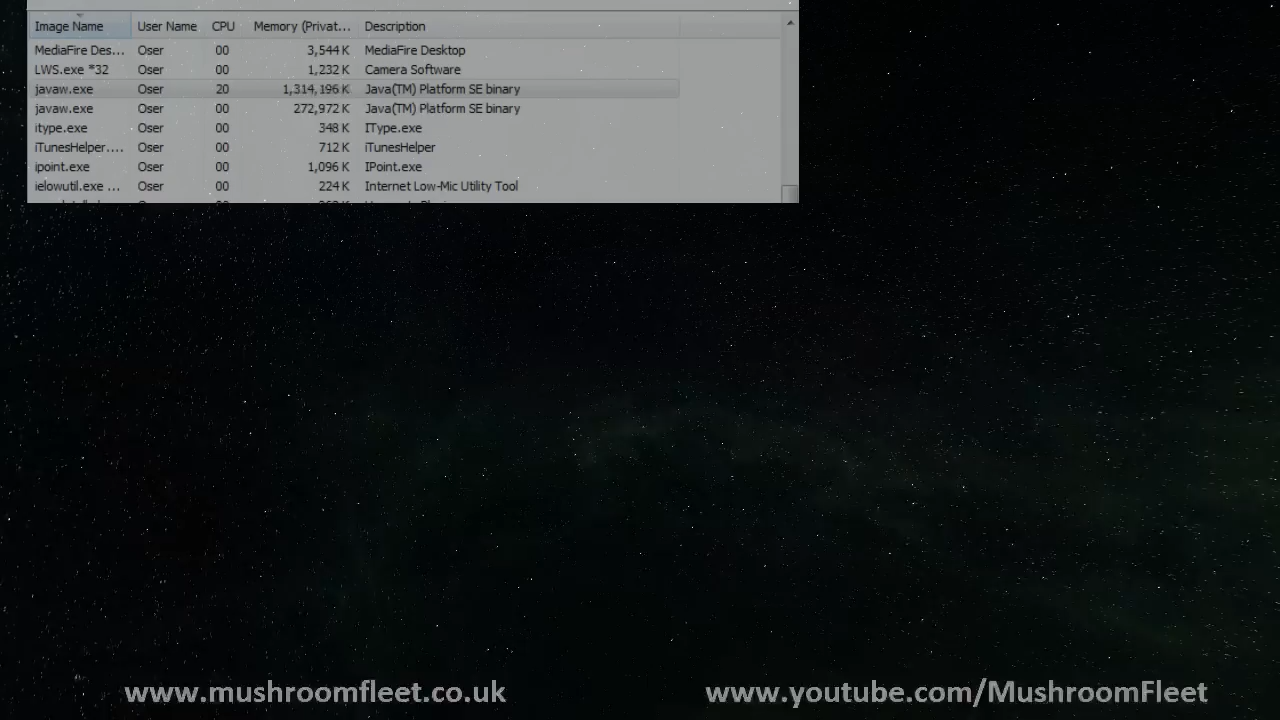 Image Name User Name CPU Memory (Privat... Description
MediaFire Des... Oser 00 3,544 K MediaFire Desktop
LWS.exe *32 Oser 00 1,232 K Camera Software
javaw.exe Oser 20 1,314,196 K Java(TM) Platform SE binary
javaw.exe Oser 00 272,972 K Java(TM) Platform SE binary
itype.exe Oser 00 348 K IType.exe
iTunesHelper.... Oser 00 712 K iTunesHelper
ipoint.exe Oser 00 1,096 K IPoint.exe
ielowutil.exe ... Oser 00 224 K Internet Low-Mic Utility Tool
www.mushroomfleet.co.uk www.youtube.com/MushroomFleet